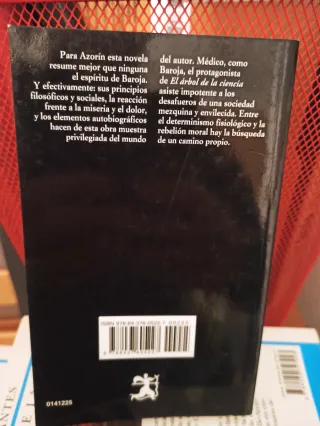 Para Azorín esta novela
resume mejor que ninguna
el espíritu de Baroja.
Y efectivamente: sus principios
filosóficos y sociales, la reacción
frente a la miseria y el dolor,
y los elementos autobiográficos
hacen de esta obra muestra
privilegiada del mundo
del autor. Médico, como
Baroja, el protagonista
de El árbol de la ciencia
asiste impotente a los
desafueros de una sociedad
mezquina y envilecida. Entre
el determinismo fisiológico y la
rebelión moral hay la búsqueda
de un camino propio.
0141225